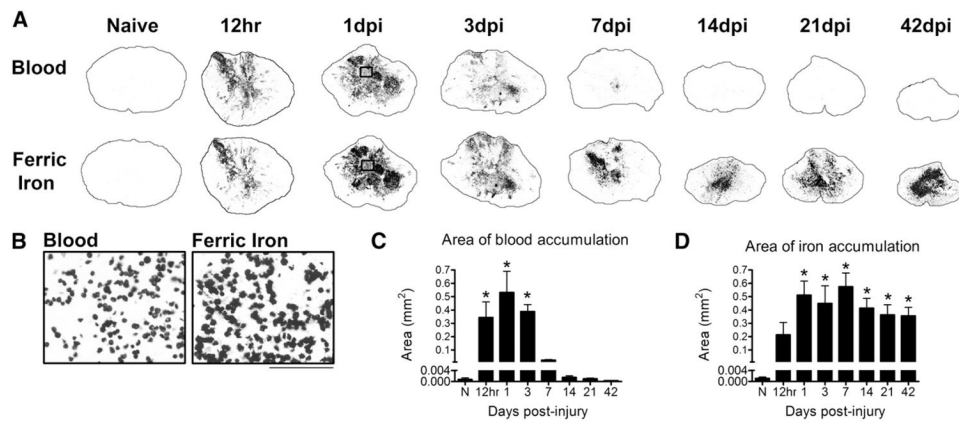 A
Naive 12hr 1dpi 3dpi 7dpi 14dpi 21dpi 42dpi
Blood
Ferric
Iron
B
Blood Ferric Iron
C
Area of blood accumulation
Area (mm²)
0.7
0.6
0.5
0.4
0.3
0.2
0.1
0.004
0.000
* * *
N 12hr 1 3 7 14 21 42
Days post-injury
D
Area of iron accumulation
Area (mm²)
0.7
0.6
0.5
0.4
0.3
0.2
0.1
0.004
0.000
* * * * * *
N 12hr 1 3 7 14 21 42
Days post-injury